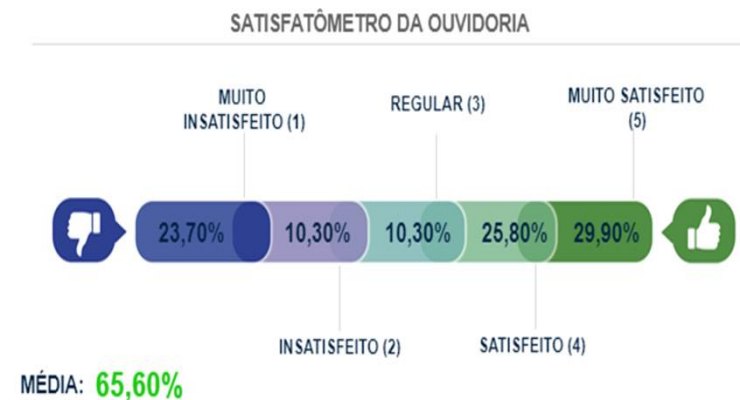 SATISFATÔMETRO DA OUVIDORIA
MUITO
INSATISFEITO (1)
REGULAR (3)
MUITO SATISFEITO
(5)
23,70%
10,30%
10,30%
25,80%
29,90%
INSATISFEITO (2)
SATISFEITO (4)
MÉDIA: 65,60%